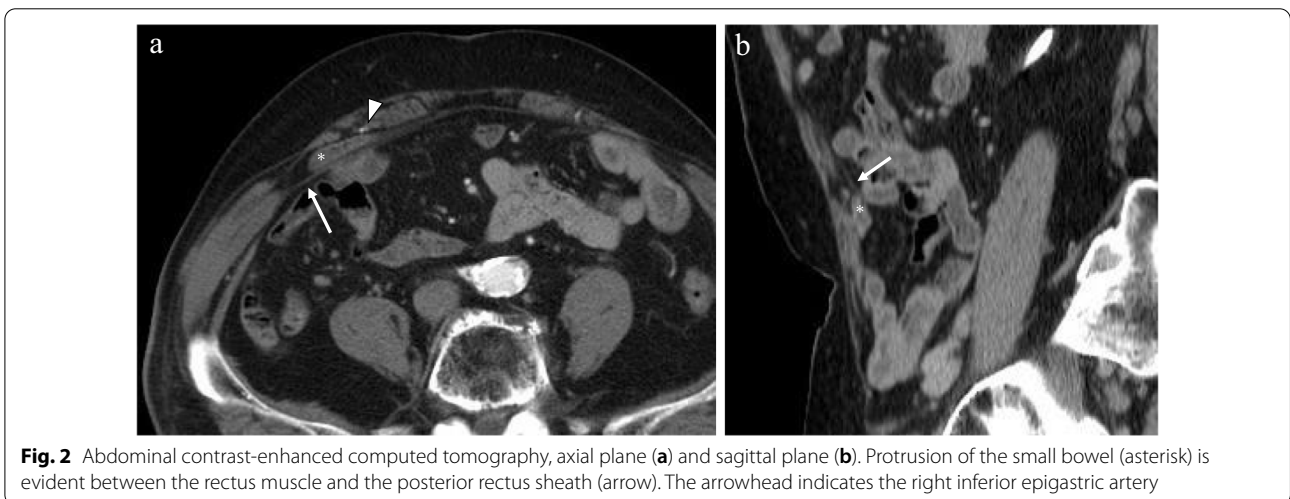 a
b
*
*
Fig. 2 Abdominal contrast-enhanced computed tomography, axial plane (a) and sagittal plane (b). Protrusion of the small bowel (asterisk) is
evident between the rectus muscle and the posterior rectus sheath (arrow). The arrowhead indicates the right inferior epigastric artery